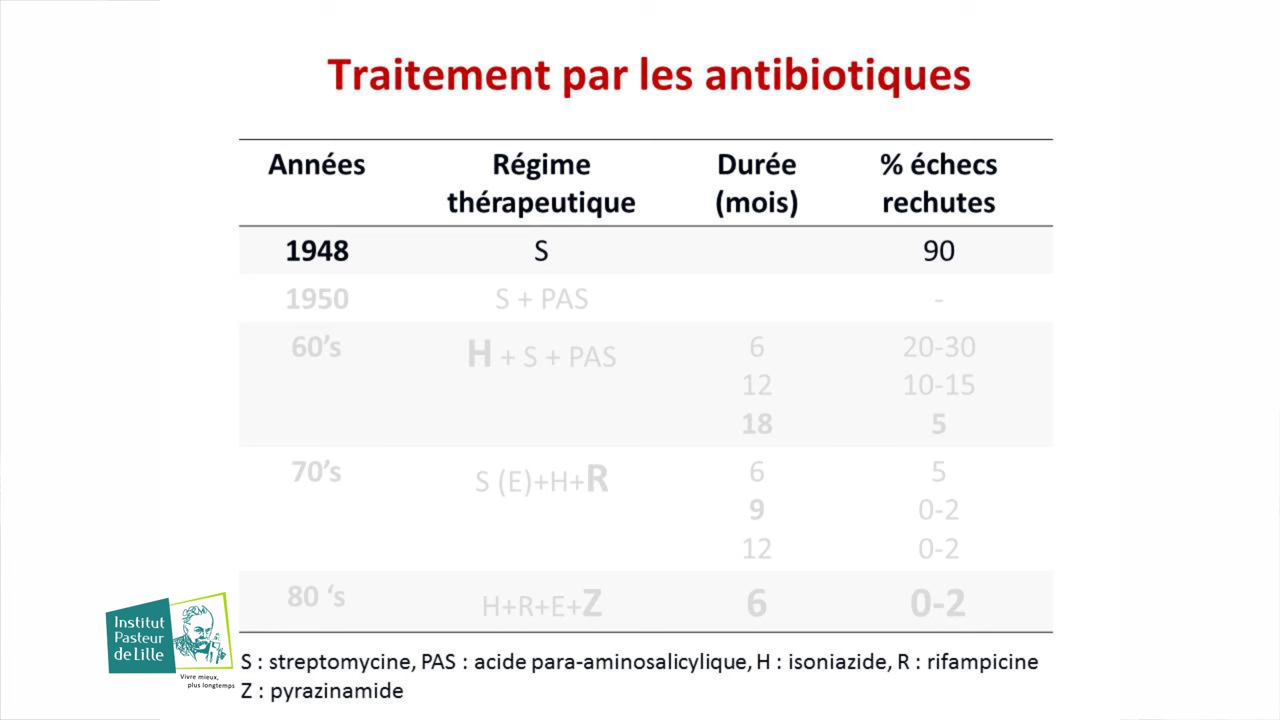 Traitement par les antibiotiques
Années Régime thérapeutique Durée (mois) % échecs rechutes
1948 S 90
1950 S + PAS -
60’s H + S + PAS 6 20-30
12 10-15
18 5
70’s S (E)+H+R 6 5
9 0-2
12 0-2
80 ‘s H+R+E+Z 6 0-2
Institut
Pasteur
de Lille
Vivre mieux,
plus longtemps
S : streptomycine, PAS : acide para-aminosalicylique, H : isoniazide, R : rifampicine
Z : pyrazinamide